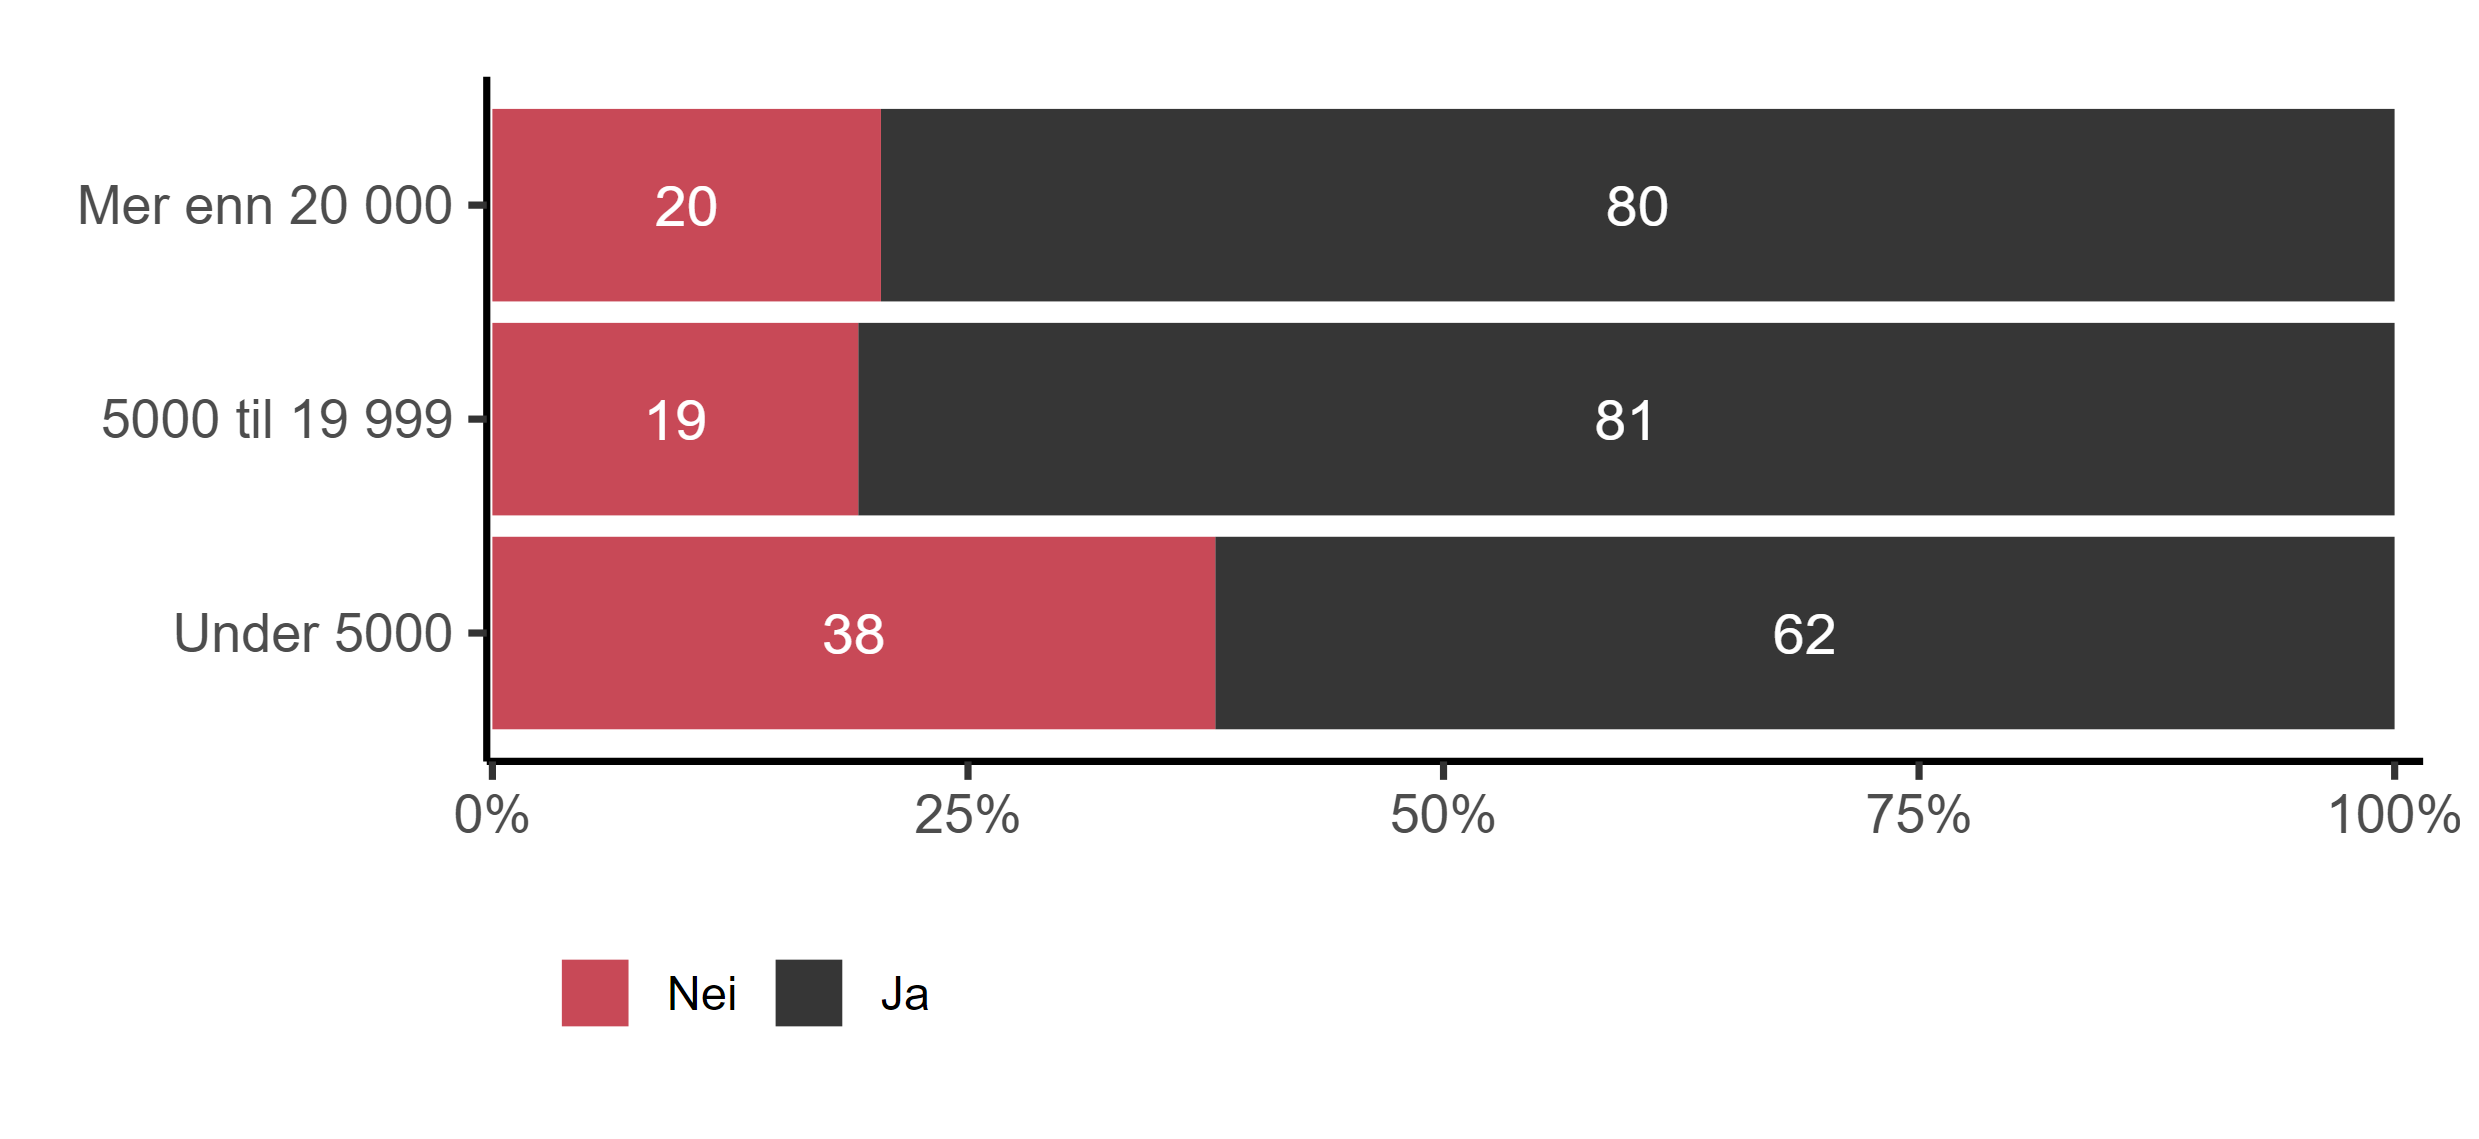 Mer enn 20 000 20 80
5000 til 19 999 19 81
Under 5000 38 62
0% 25% 50% 75% 100%
Nei Ja